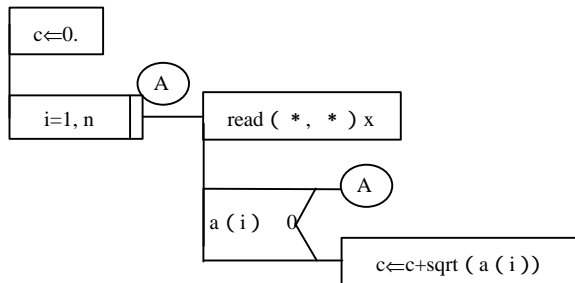 c⇐0.
A
i=1, n
read ( *, * ) x
A
a ( i ) 0
c⇐c+sqrt ( a ( i ))